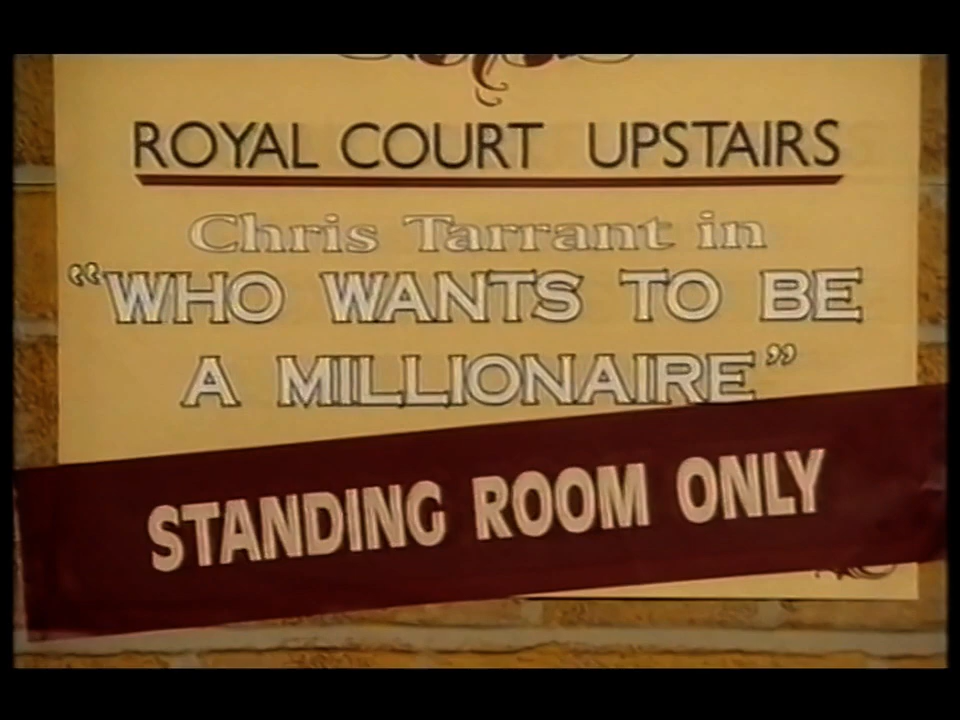 ROYAL COURT UPSTAIRS
Chris Tarrant in
“WHO WANTS TO BE
A MILLIONAIRE”
STANDING ROOM ONLY